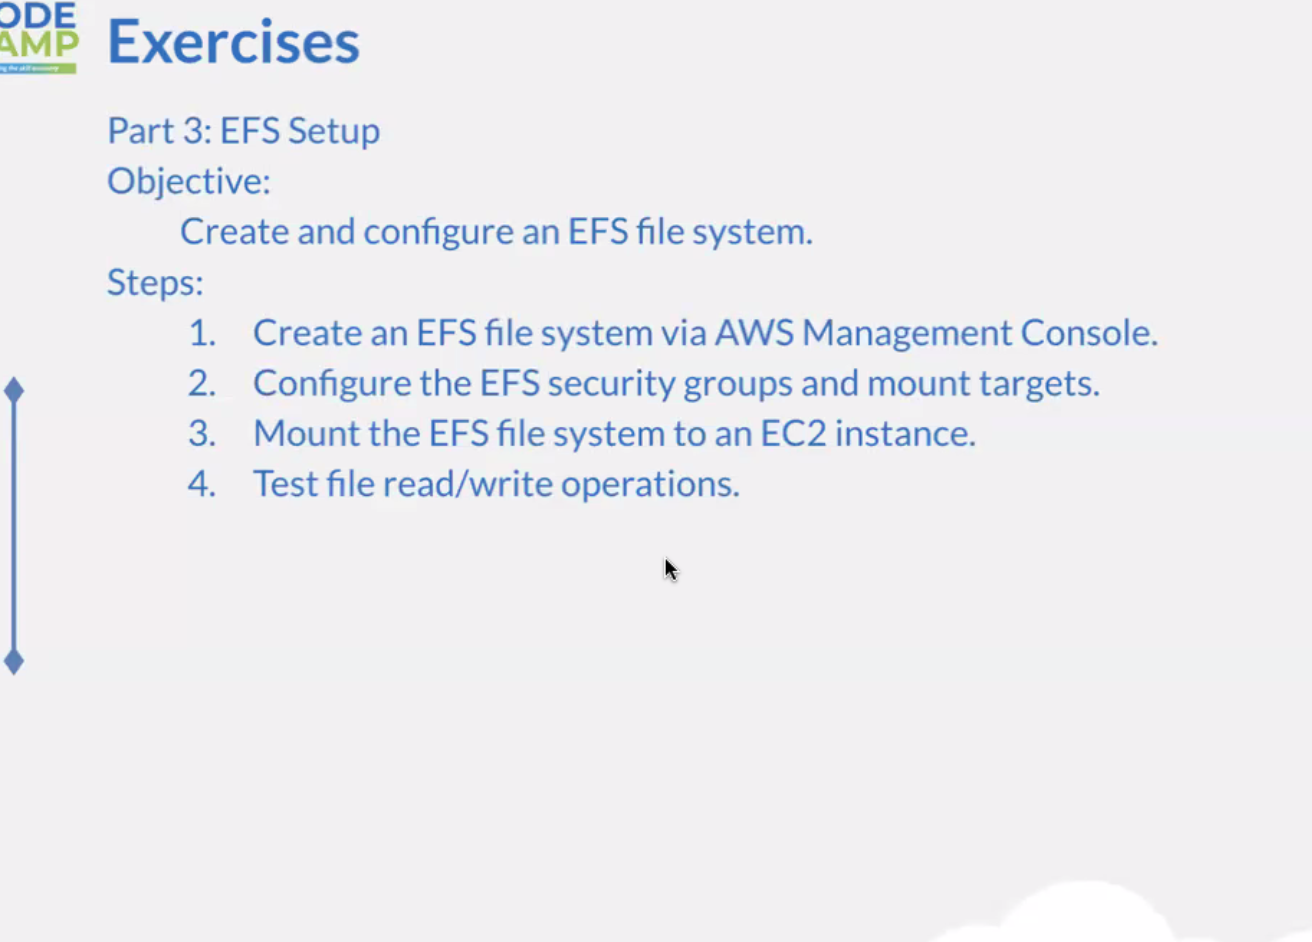 ODE
AMP
Exercises
Part 3: EFS Setup
Objective:
Create and configure an EFS file system.
Steps:
1. Create an EFS file system via AWS Management Console.
2. Configure the EFS security groups and mount targets.
3. Mount the EFS file system to an EC2 instance.
4. Test file read/write operations.